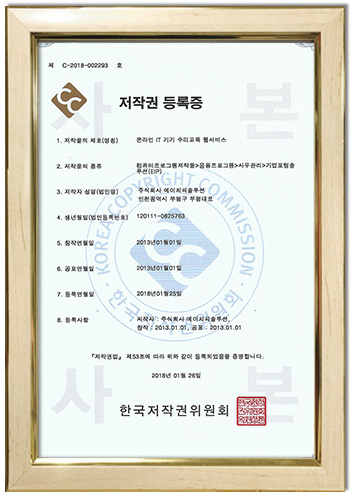 제 C-2018-002293 호
저작권 등록증
1. 저작물의 제호(명칭) 온라인 IT 기기 수리교육 웹서비스
2. 저작물의 종류 컴퓨터프로그램저작물>응용프로그램>사무관리>기업포털솔
루션(EIP)
3. 저작자 성명(법인명) 주식회사 에이치피솔루션
인천광역시 부평구 부평대로
4. 생년월일(법인등록번호) 120111-0825763
5. 창작연월일 2013년01월01일
6. 공표연월일 2013년01월01일
7. 등록연월일 2018년01월25일
8. 등록사항 저작자 : 주식회사 에이치피솔루션,
창작 : 2013.01.01, 공표 : 2013.01.01
『저작권법』 제53조에 따라 위와 같이 등록되었음을 증명합니다.
2018년 01월 26일
한국저작권위원회
사 본
사 본
KOREA COPYRIGHT COMMISSION
한국저작권위원회